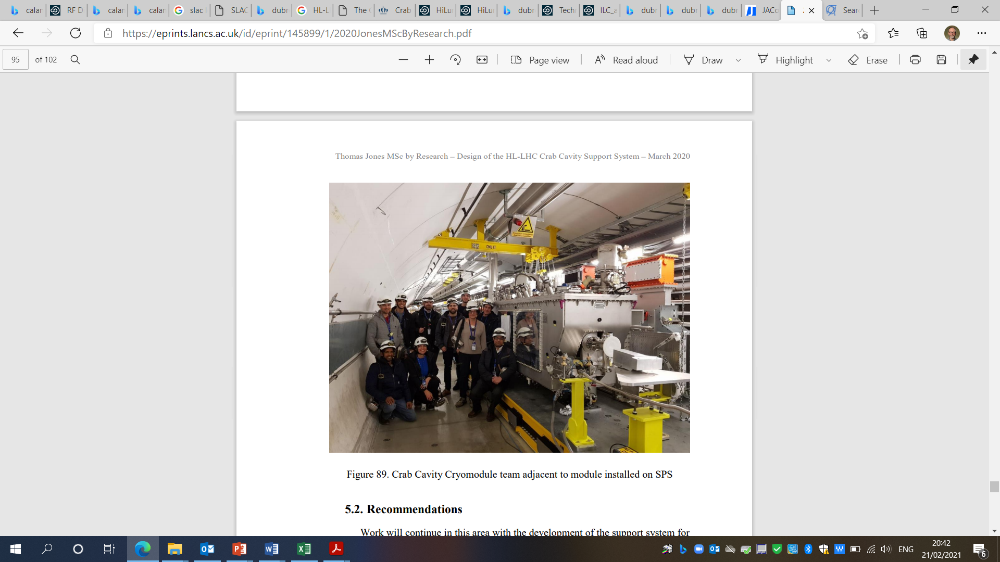 calar
RF D
calar
calar
slac
SLAC
dubr
HL-L
The
Crab
HiLu
HiLu
dubr
Tech
ILC_a
dubr
dubr
dubr
JACo
Sear
https://eprints.lancs.ac.uk/id/eprint/145899/1/2020JonesMScByResearch.pdf
95 of 102
Page view
Read aloud
Draw
Highlight
Erase
Thomas Jones MSc by Research – Design of the HL-LHC Crab Cavity Support System – March 2020
CMU 4T
Figure 89. Crab Cavity Cryomodule team adjacent to module installed on SPS
5.2. Recommendations
Work will continue in this area with the development of the support system for
ENG
20:42
21/02/2021
6